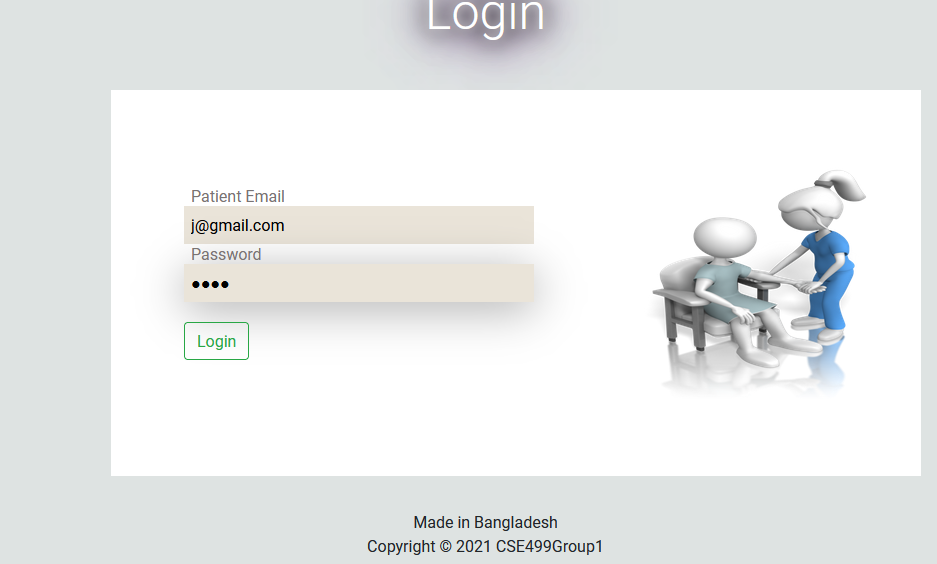 Login
Patient Email
j@gmail.com
Password
••••
Login
Made in Bangladesh
Copyright © 2021 CSE499Group1